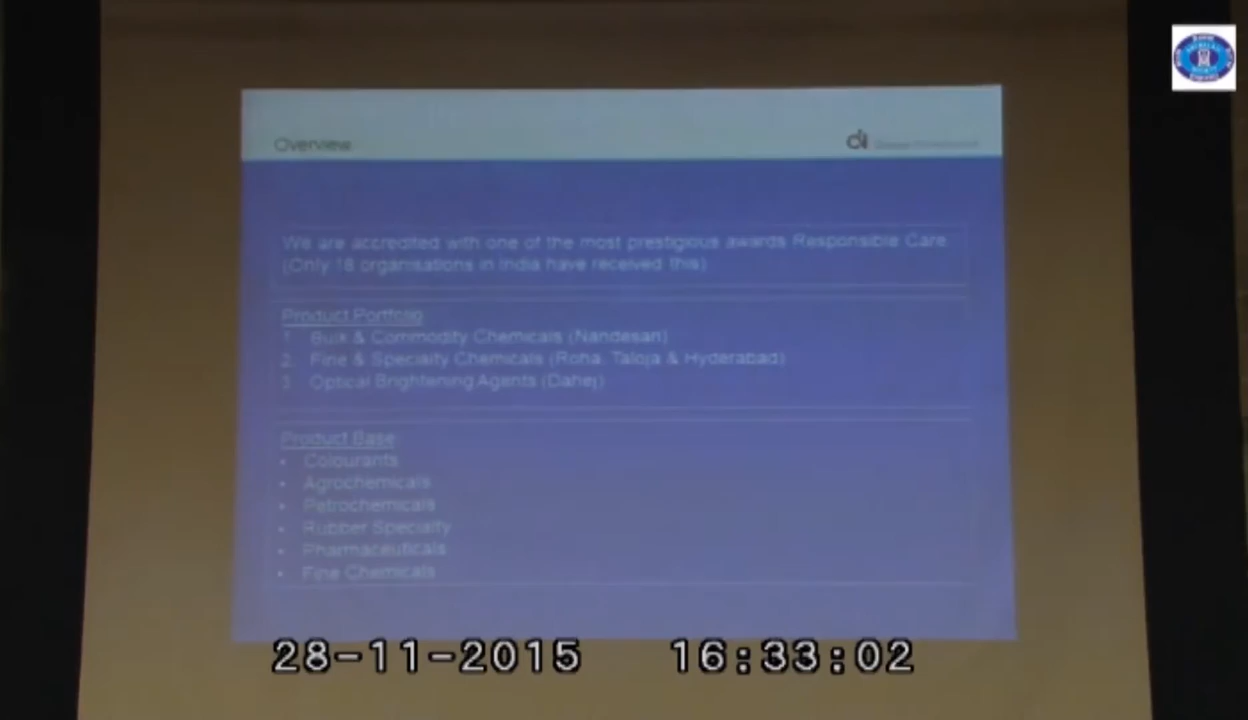 Overview
We are accredited with one of the most prestigious awards Responsible Care
(Only 18 organisations in India have received this)
Product Portfolio
1. Bulk & Commodity Chemicals (Nandesari)
2. Fine & Specialty Chemicals (Roha, Taloja & Hyderabad)
3. Optical Brightening Agents (Dahej)
Product Base
• Colourants
• Agrochemicals
• Petrochemicals
• Rubber Specialty
• Pharmaceuticals
• Fine Chemicals
28-11-2015 16:33:02